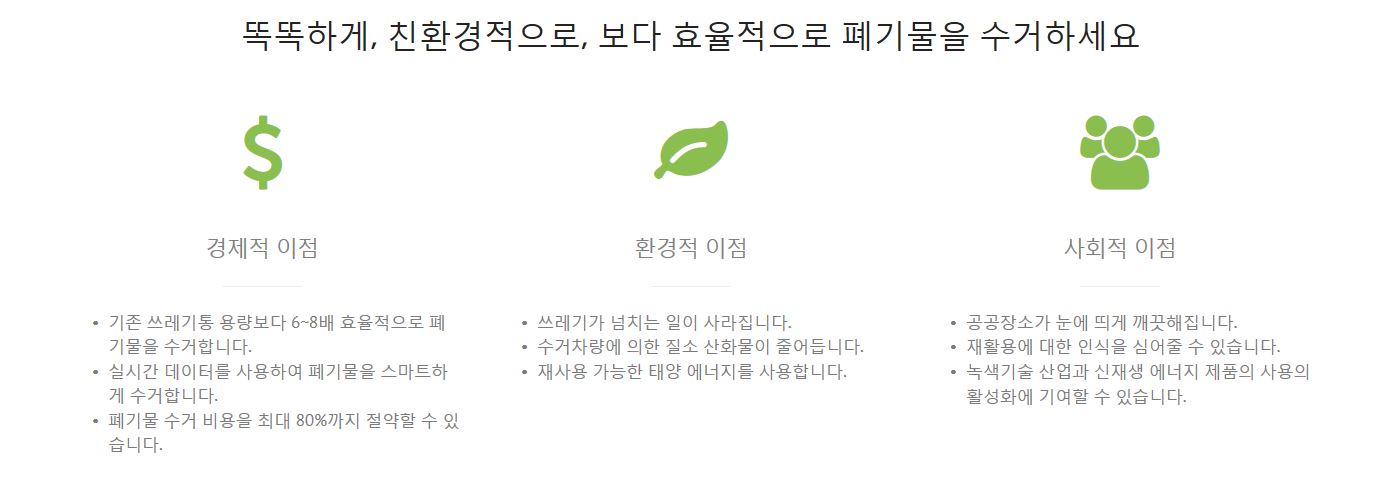 똑똑하게, 친환경적으로, 보다 효율적으로 폐기물을 수거하세요
경제적 이점
• 기존 쓰레기통 용량보다 6~8배 효율적으로 폐
기물을 수거합니다.
• 실시간 데이터를 사용하여 폐기물을 스마트하
게 수거합니다.
• 폐기물 수거 비용을 최대 80%까지 절약할 수 있
습니다.
환경적 이점
• 쓰레기가 넘치는 일이 사라집니다.
• 수거차량에 의한 질소 산화물이 줄어듭니다.
• 재사용 가능한 태양 에너지를 사용합니다.
사회적 이점
• 공공장소가 눈에 띄게 깨끗해집니다.
• 재활용에 대한 인식을 심어줄 수 있습니다.
• 녹색기술 산업과 신재생 에너지 제품의 사용의
활성화에 기여할 수 있습니다.